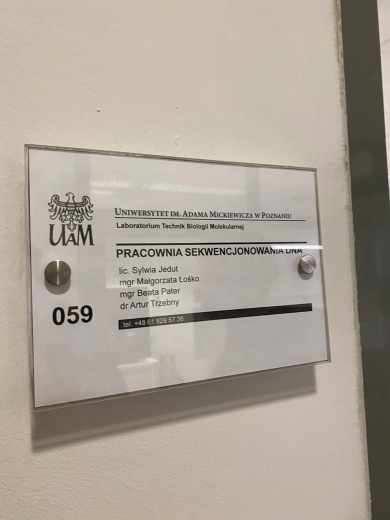 UAM
UNIWERSYTET IM. ADAMA MICKIEWICZA W POZNANIU
Laboratorium Technik Biologii Molekularnej
PRACOWNIA SEKWENCJONOWANIA DNA
lic. Sylwia Jedut
mgr Małgorzata Łośko
mgr Beata Pater
dr Artur Trzebny
059
tel. +48 61 829 57 36